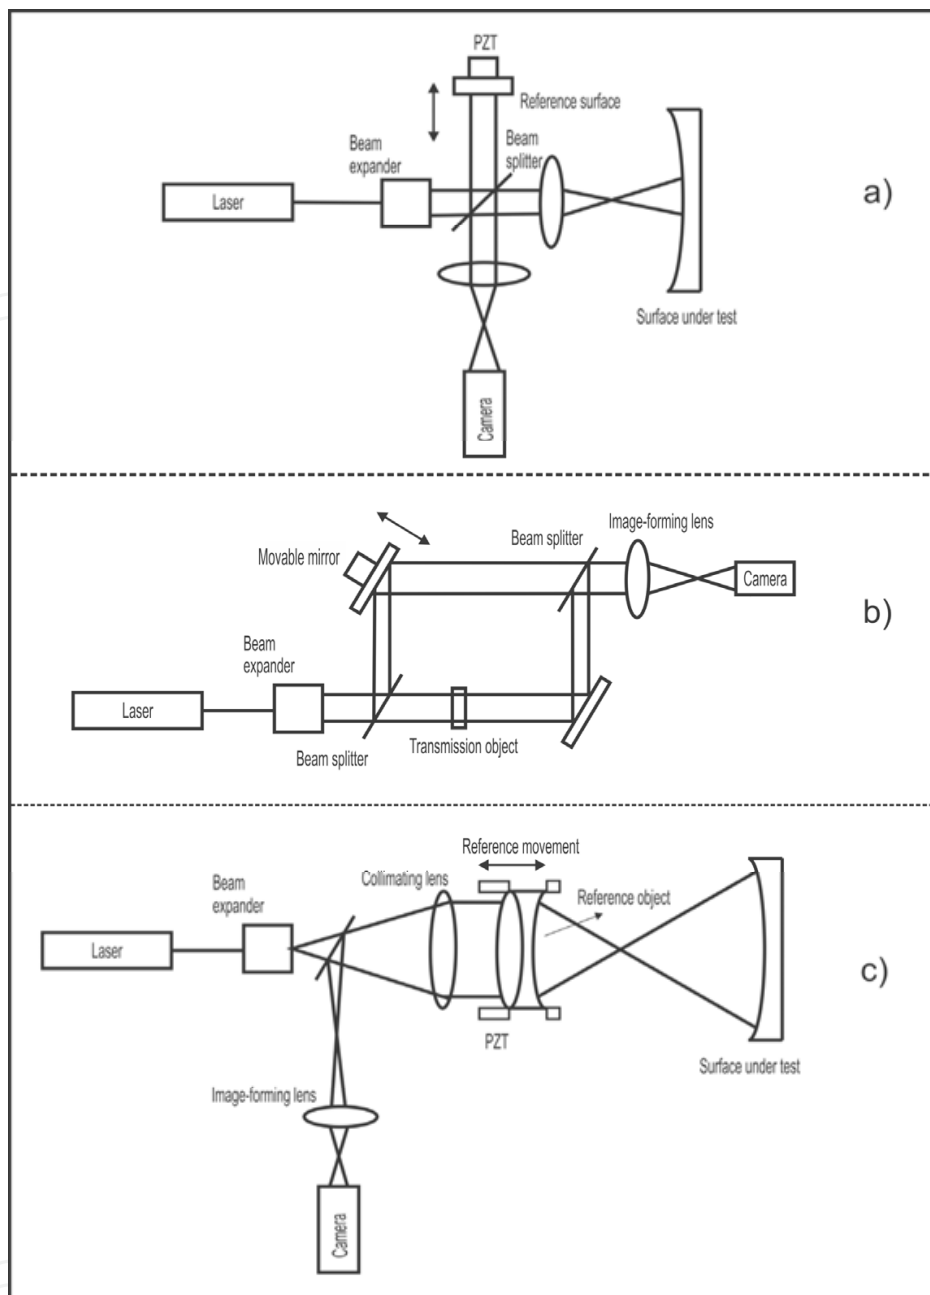 PZT
Reference surface
Beam
expander
Beam
splitter
Laser
a)
Surface under test
Camera
Image-forming lens
Beam splitter
Movable mirror
Camera
b)
Beam
expander
Laser
Beam splitter
Transmission object
Reference movement
Collimating lens
Beam
expander
Reference object
Laser
c)
PZT
Surface under test
Image-forming lens
Camera